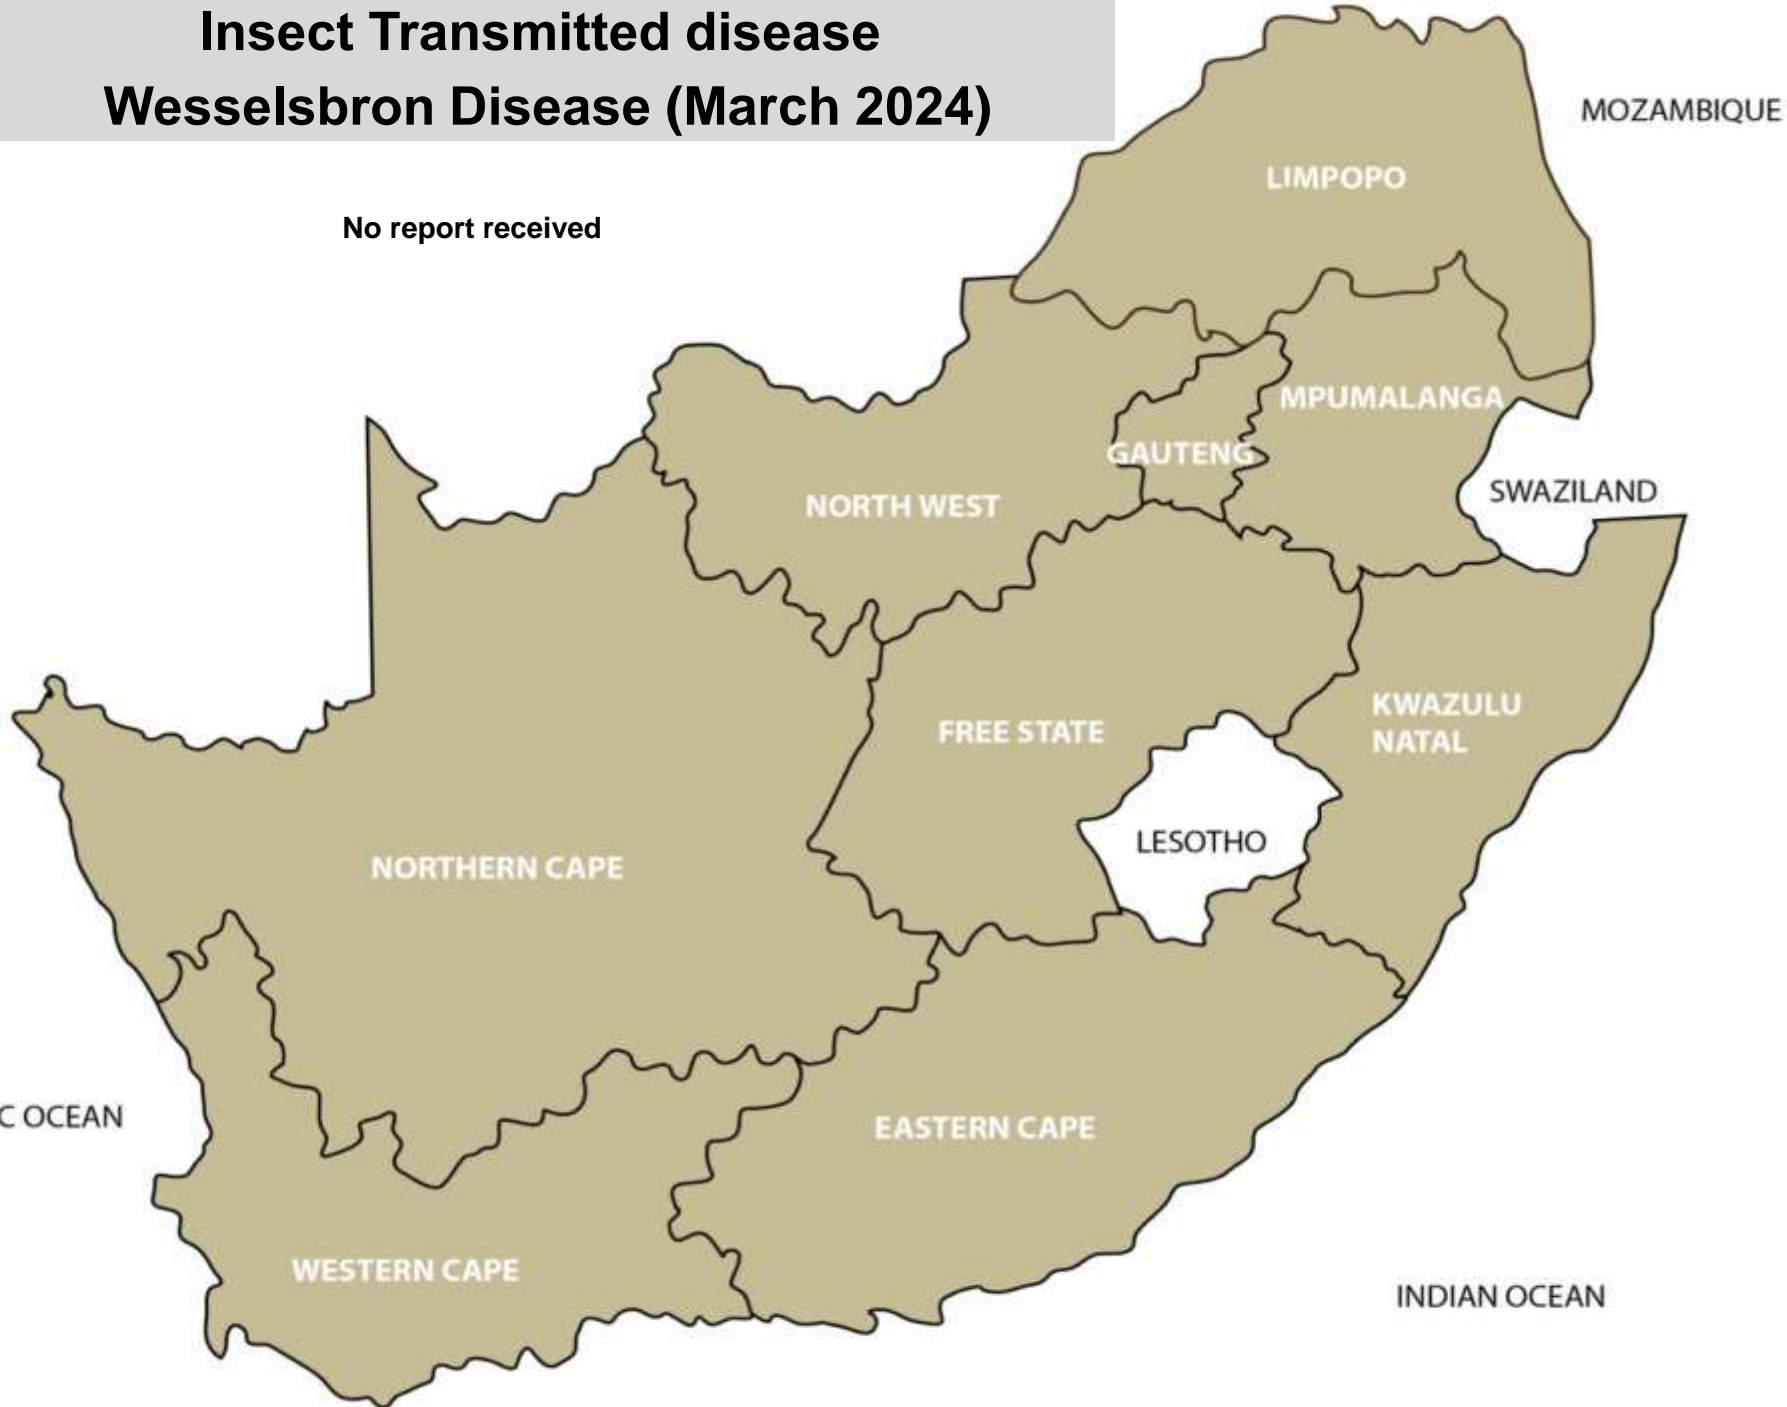 Insect Transmitted disease
Wesselsbron Disease (March 2024)
MOZAMBIQUE
LIMPOPO
No report received
MPUMALANGA
GAUTENG
SWAZILAND
NORTH WEST
KWAZULU
NATAL
FREE STATE
LESOTHO
NORTHERN CAPE
C OCEAN
EASTERN CAPE
WESTERN CAPE
INDIAN OCEAN